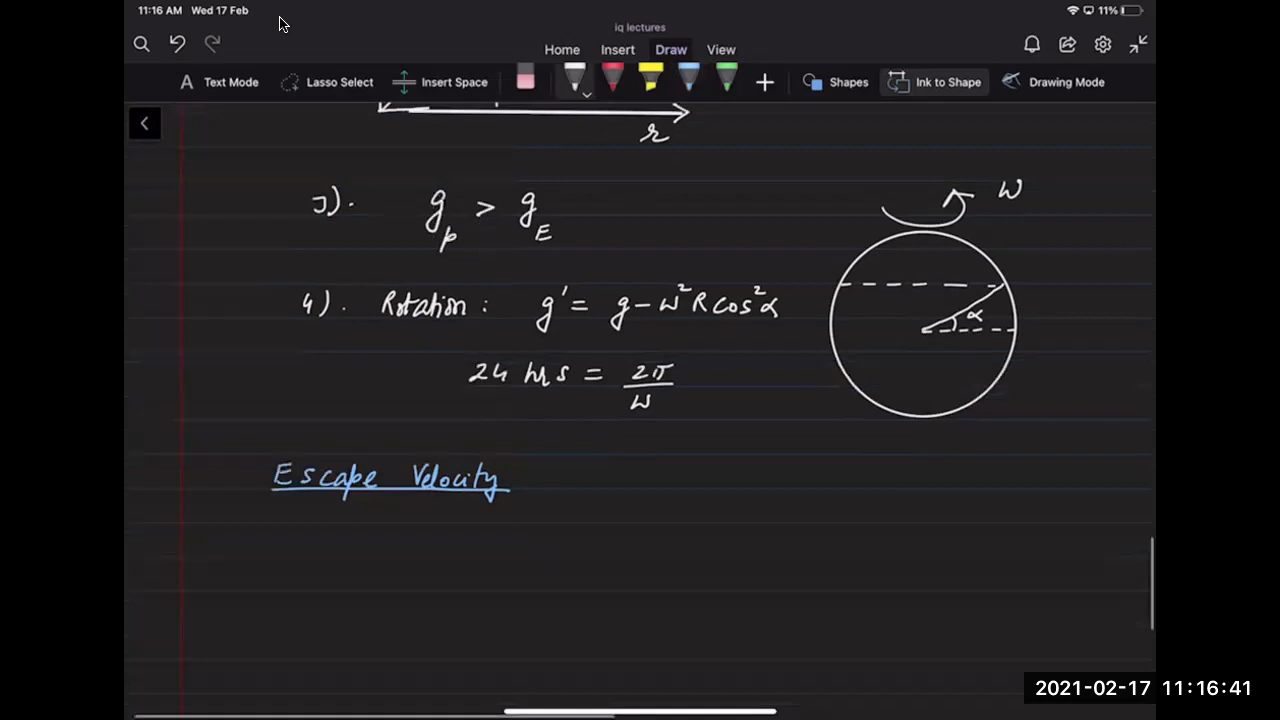 11:16 AM Wed 17 Feb
11%
iq lectures
Home Insert Draw View
A Text Mode Lasso Select Insert Space Shapes Ink to Shape Drawing Mode
r
3). g_p > g_E
ω
4). Rotation : g' = g - ω²R cos²α
α
24 hrs = 2π/ω
Escape Velocity
2021-02-17 11:16:41